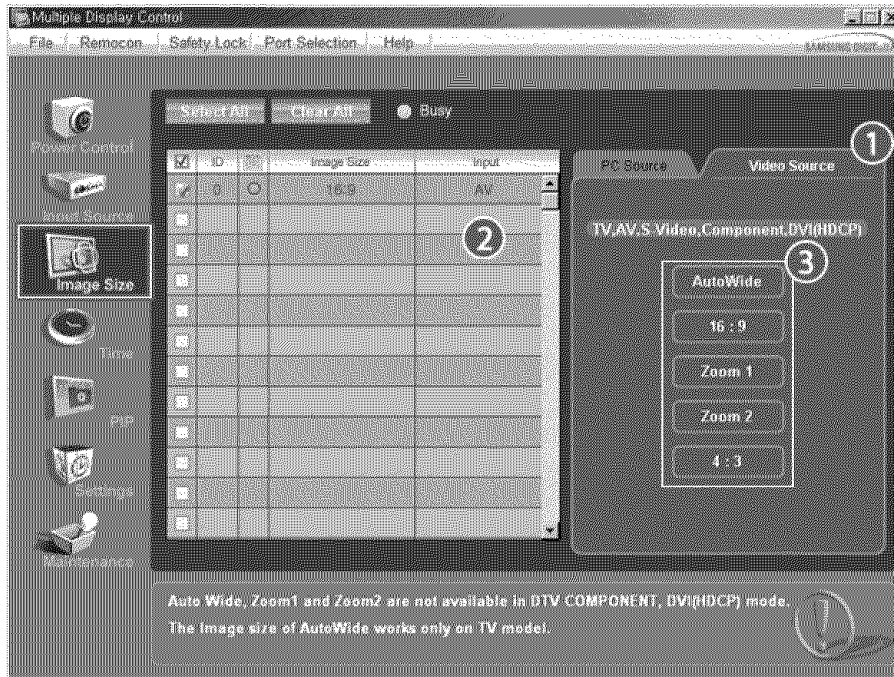 Multiple Display Control
File Remocon Safety Lock Port Selection Help
Select All Clear All Busy
Power Control
Input Source
Image Size
Time
PIP
Settings
Maintenance
ID Image Size Input
0 16:9 AV
2
PC Source Video Source
1
TV,AV,S.Video,Component,DVI(HDCP)
3
AutoWide
16 : 9
Zoom 1
Zoom 2
4 : 3
Auto Wide, Zoom1 and Zoom2 are not available in DTV COMPONENT, DVI(HDCP) mode.
The Image size of AutoWide works only on TV model.